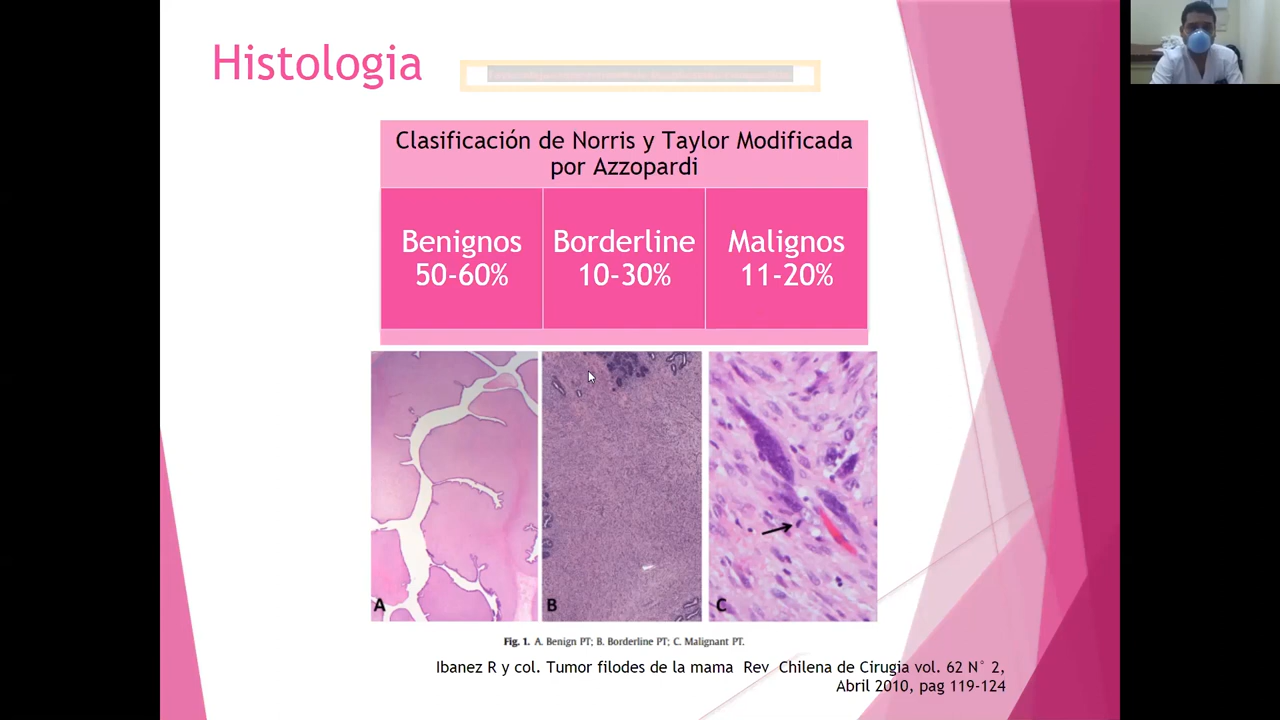 Histologia
Clasificación de Norris y Taylor Modificada
por Azzopardi
Benignos
50-60%
Borderline
10-30%
Malignos
11-20%
A
B
C
Fig. 1. A. Benign PT; B. Borderline PT; C. Malignant PT.
Ibanez R y col. Tumor filodes de la mama Rev Chilena de Cirugia vol. 62 N° 2,
Abril 2010, pag 119-124